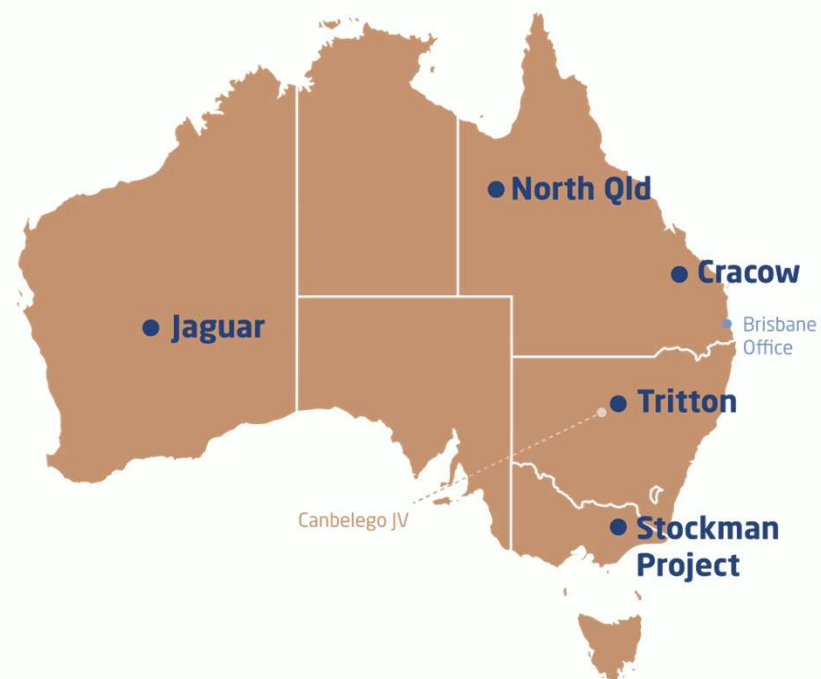 North Qld
Cracow
Jaguar
Brisbane
Office
Tritton
Canbelego JV
Stockman
Project